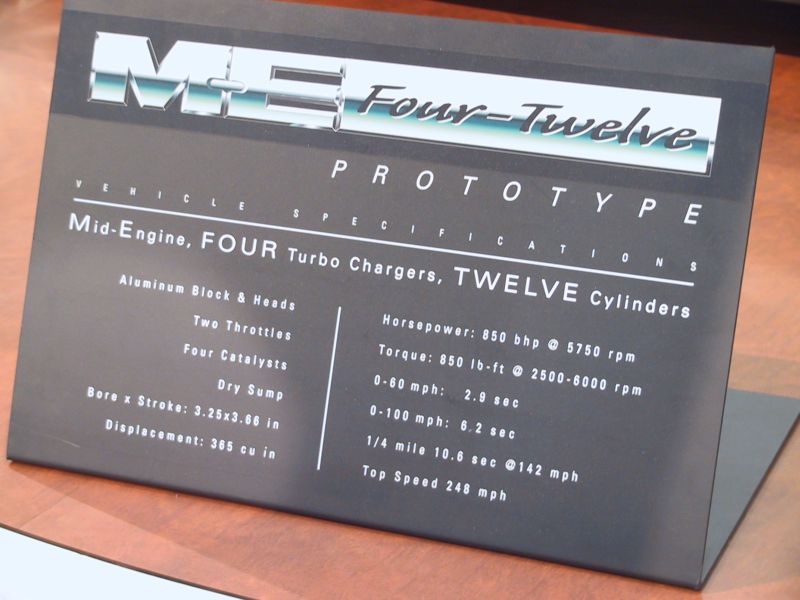 M+E Four-Twelve
PROTOTYPE
VEHICLE SPECIFICATIONS
Mid-Engine, FOUR Turbo Chargers, TWELVE Cylinders
Aluminum Block & Heads
Two Throttles
Four Catalysts
Dry Sump
Bore x Stroke: 3.25x3.66 in
Displacement: 365 cu in
Horsepower: 850 bhp @ 5750 rpm
Torque: 850 lb-ft @ 2500-6000 rpm
0-60 mph: 2.9 sec
0-100 mph: 6.2 sec
1/4 mile 10.6 sec @142 mph
Top Speed 248 mph